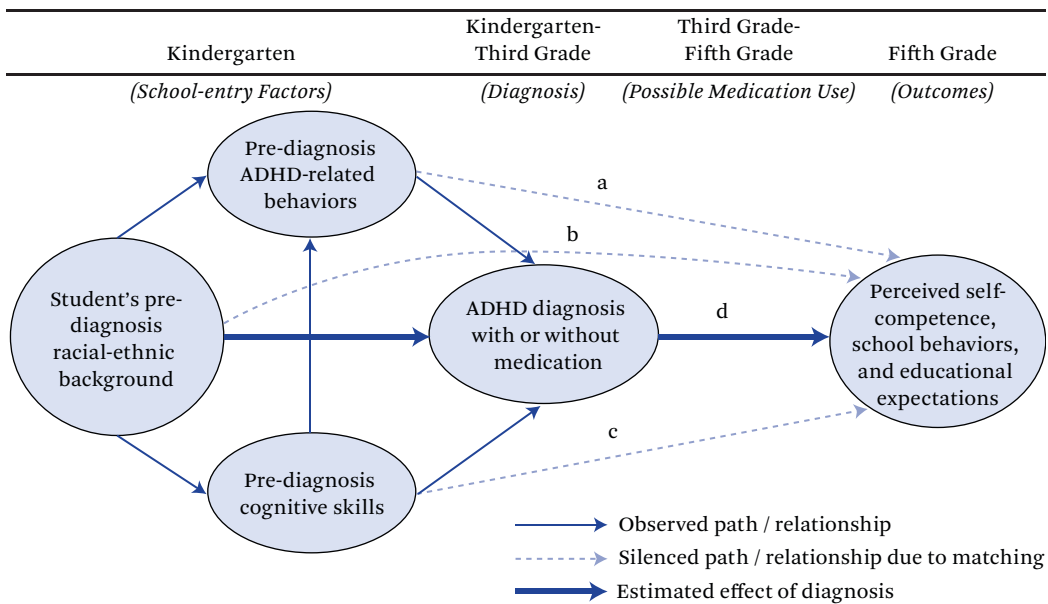 Kindergarten
Kindergarten-
Third Grade
Third Grade-
Fifth Grade
Fifth Grade
(School-entry Factors)
(Diagnosis)
(Possible Medication Use)
(Outcomes)
Pre-diagnosis
ADHD-related
behaviors
a
b
Student’s pre-
diagnosis
racial-ethnic
background
ADHD diagnosis
with or without
medication
d
Perceived self-
competence,
school behaviors,
and educational
expectations
c
Pre-diagnosis
cognitive skills
Observed path / relationship
Silenced path / relationship due to matching
Estimated effect of diagnosis